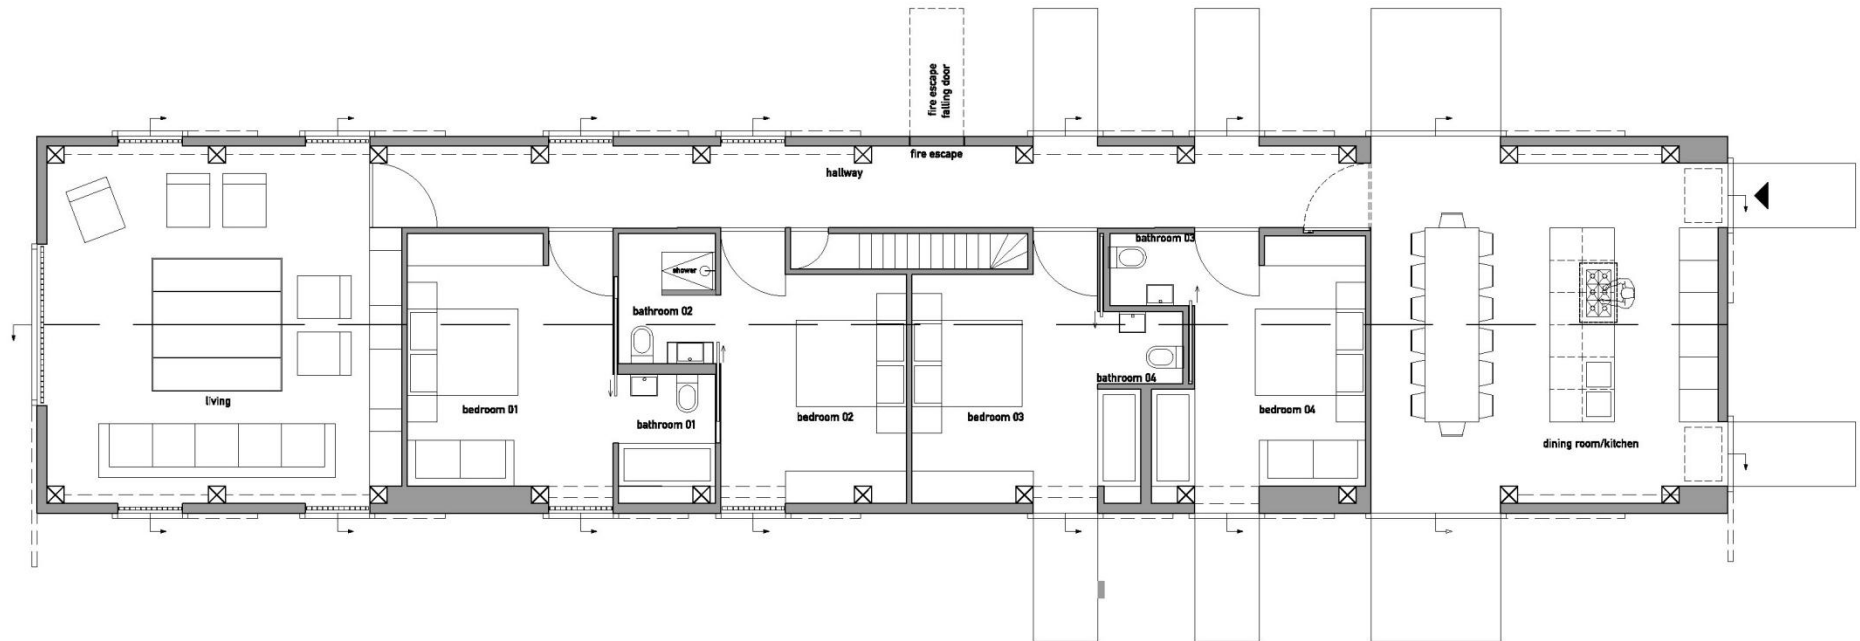 fire escape
falling door
fire escape
hallway
bathroom 03
shower
bathroom 02
bathroom 04
living
bedroom 01
bathroom 01
bedroom 02
bedroom 03
bedroom 04
dining room/kitchen